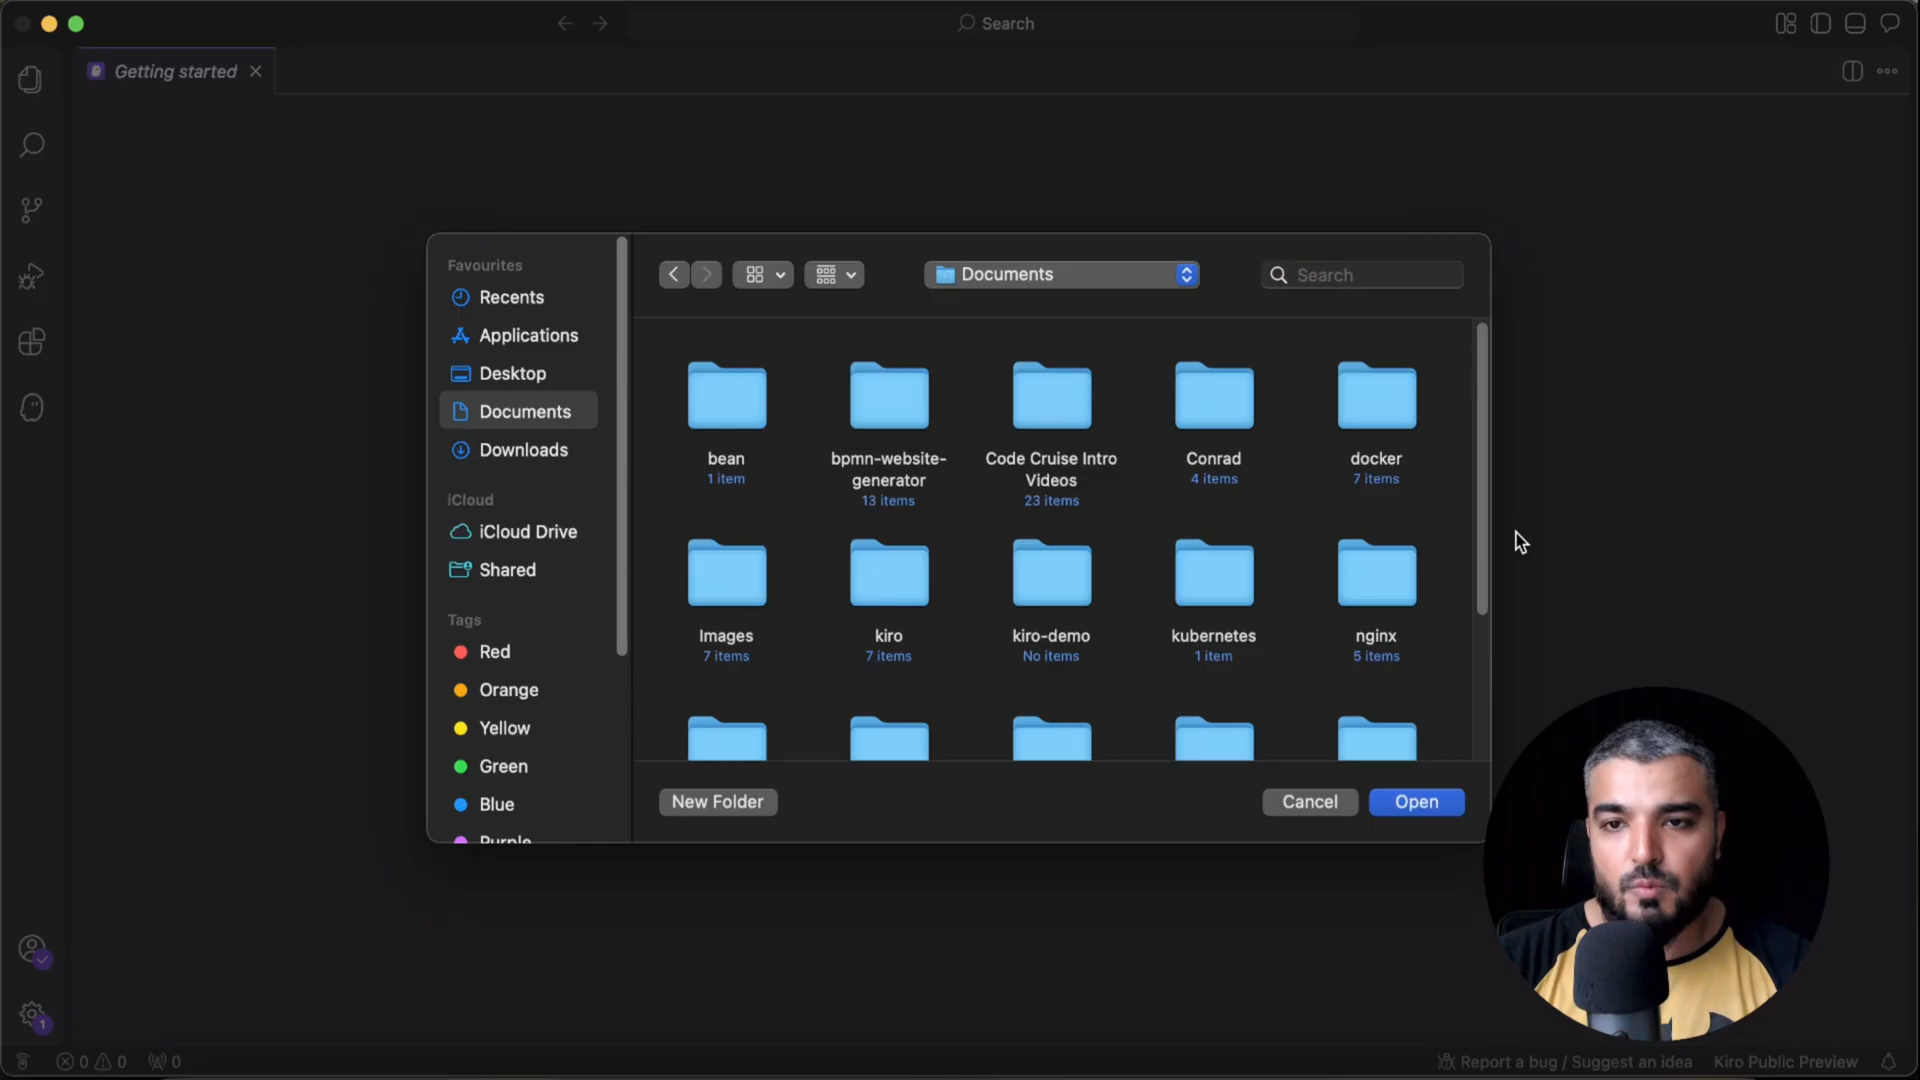 Search
Getting started
Favourites
Recents
Applications
Desktop
Documents
Downloads
iCloud
iCloud Drive
Shared
Tags
Red
Orange
Yellow
Green
Blue
Purple
Documents
Search
bean
1 item
bpmn-website-
generator
13 items
Code Cruise Intro
Videos
23 items
Conrad
4 items
docker
7 items
Images
7 items
kiro
7 items
kiro-demo
No items
kubernetes
1 item
nginx
5 items
New Folder
Cancel
Open
1
0 0 0
Report a bug / Suggest an idea
Kiro Public Preview